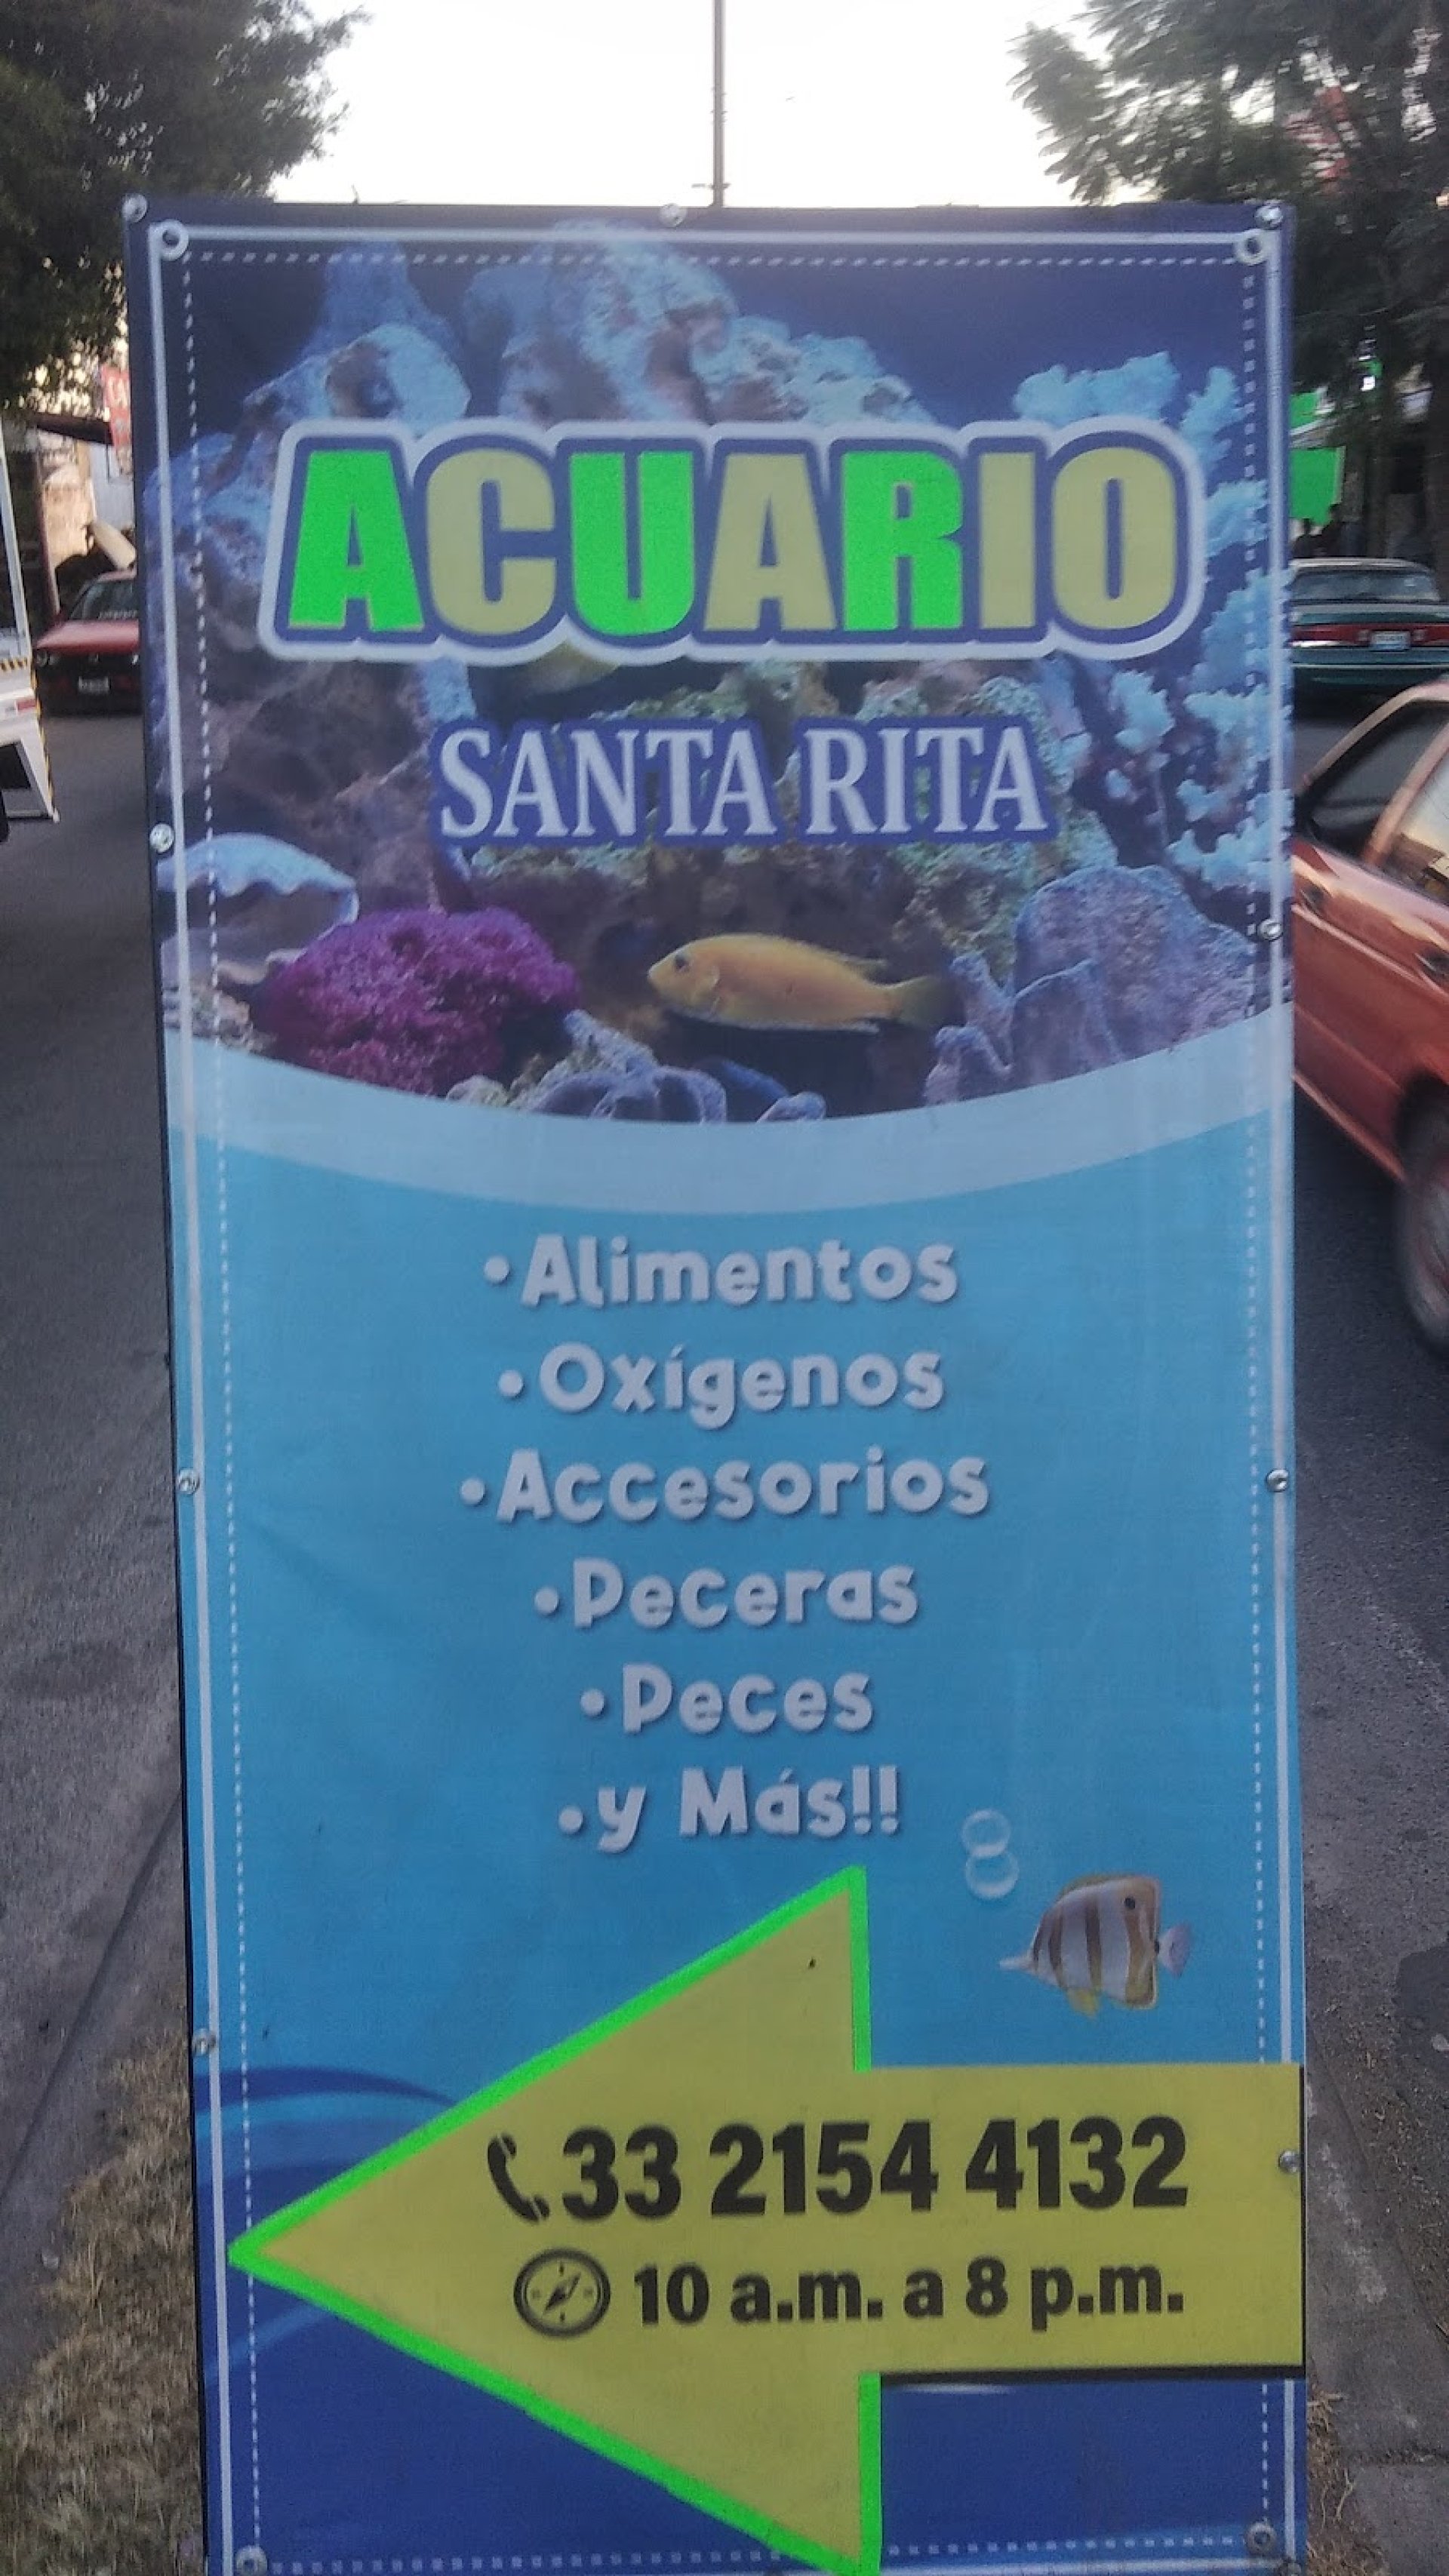 ACUARIO
SANTA RITA
•Alimentos
•Oxígenos
•Accesorios
•Peceras
•Peces
•y Más!!
33 2154 4132
10 a.m. a 8 p.m.